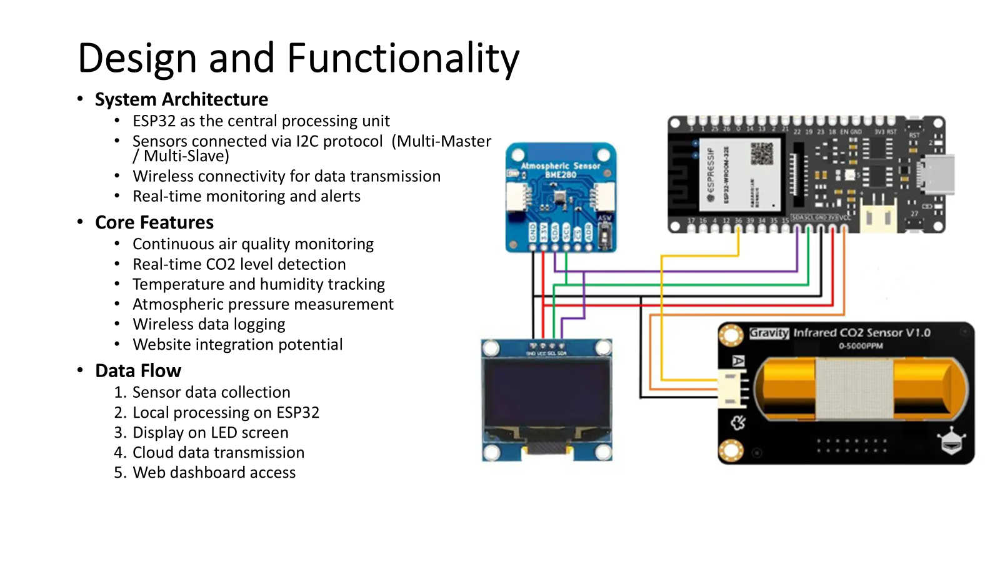 Design and Functionality
• System Architecture
• ESP32 as the central processing unit
• Sensors connected via I2C protocol (Multi-Master
/ Multi-Slave)
• Wireless connectivity for data transmission
• Real-time monitoring and alerts
• Core Features
• Continuous air quality monitoring
• Real-time CO2 level detection
• Temperature and humidity tracking
• Atmospheric pressure measurement
• Wireless data logging
• Website integration potential
• Data Flow
1. Sensor data collection
2. Local processing on ESP32
3. Display on LED screen
4. Cloud data transmission
5. Web dashboard access
Atmospheric Sensor
BME280
ASW
GND 3.3V SDA SCL CS ADR
3 1 25 26 0 14 13 2 21 22 19 23 18 EN GND 3V3 RST
RST
2
ESPRESSIF
ESP32-WROOM-32E
5
27
17 16 4 12 36 39 34 35 15 SDA SCL GND 3V3 VCC
GND VCC SCL SDA
Gravity Infrared CO2 Sensor V1.0
0-5000PPM
A